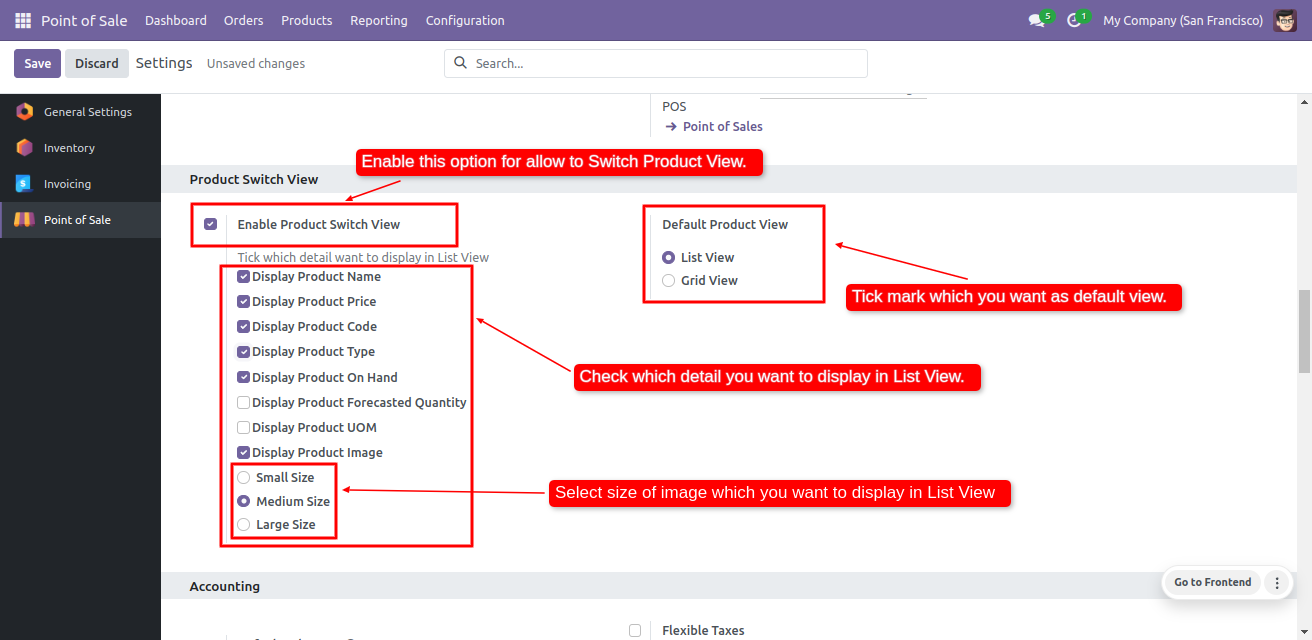 Point of Sale Dashboard Orders Products Reporting Configuration 5 1 My Company (San Francisco)
Save Discard Settings Unsaved changes Search...
General Settings
Inventory
Invoicing
Point of Sale
POS
→ Point of Sales
Enable this option for allow to Switch Product View.
Product Switch View
Enable Product Switch View
Tick which detail want to display in List View
Display Product Name
Display Product Price
Display Product Code
Display Product Type
Display Product On Hand
Display Product Forecasted Quantity
Display Product UOM
Display Product Image
Small Size
Medium Size
Large Size
Default Product View
List View
Grid View
Tick mark which you want as default view.
Check which detail you want to display in List View.
Select size of image which you want to display in List View
Accounting
Go to Frontend
Flexible Taxes